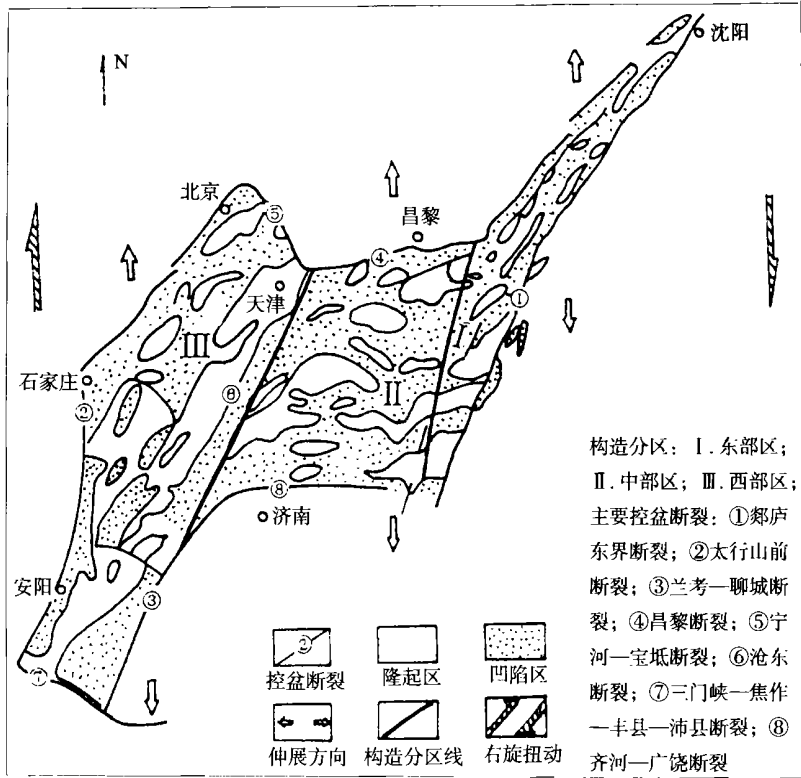 沈阳
N
北京
⑤
昌黎
④
天津
①
Ⅰ
Ⅲ
石家庄
②
Ⅱ
⑧
济南
安阳
③
⑦
②
控盆断裂
隆起区
凹陷区
伸展方向
构造分区线
右旋扭动
构造分区：Ⅰ.东部区；
Ⅱ.中部区；Ⅲ.西部区；
主要控盆断裂：①郯庐
东界断裂；②太行山前
断裂；③兰考—聊城断
裂；④昌黎断裂；⑤宁
河—宝坻断裂；⑥沧东
断裂；⑦三门峡—焦作
—丰县—沛县断裂；⑧
齐河—广饶断裂